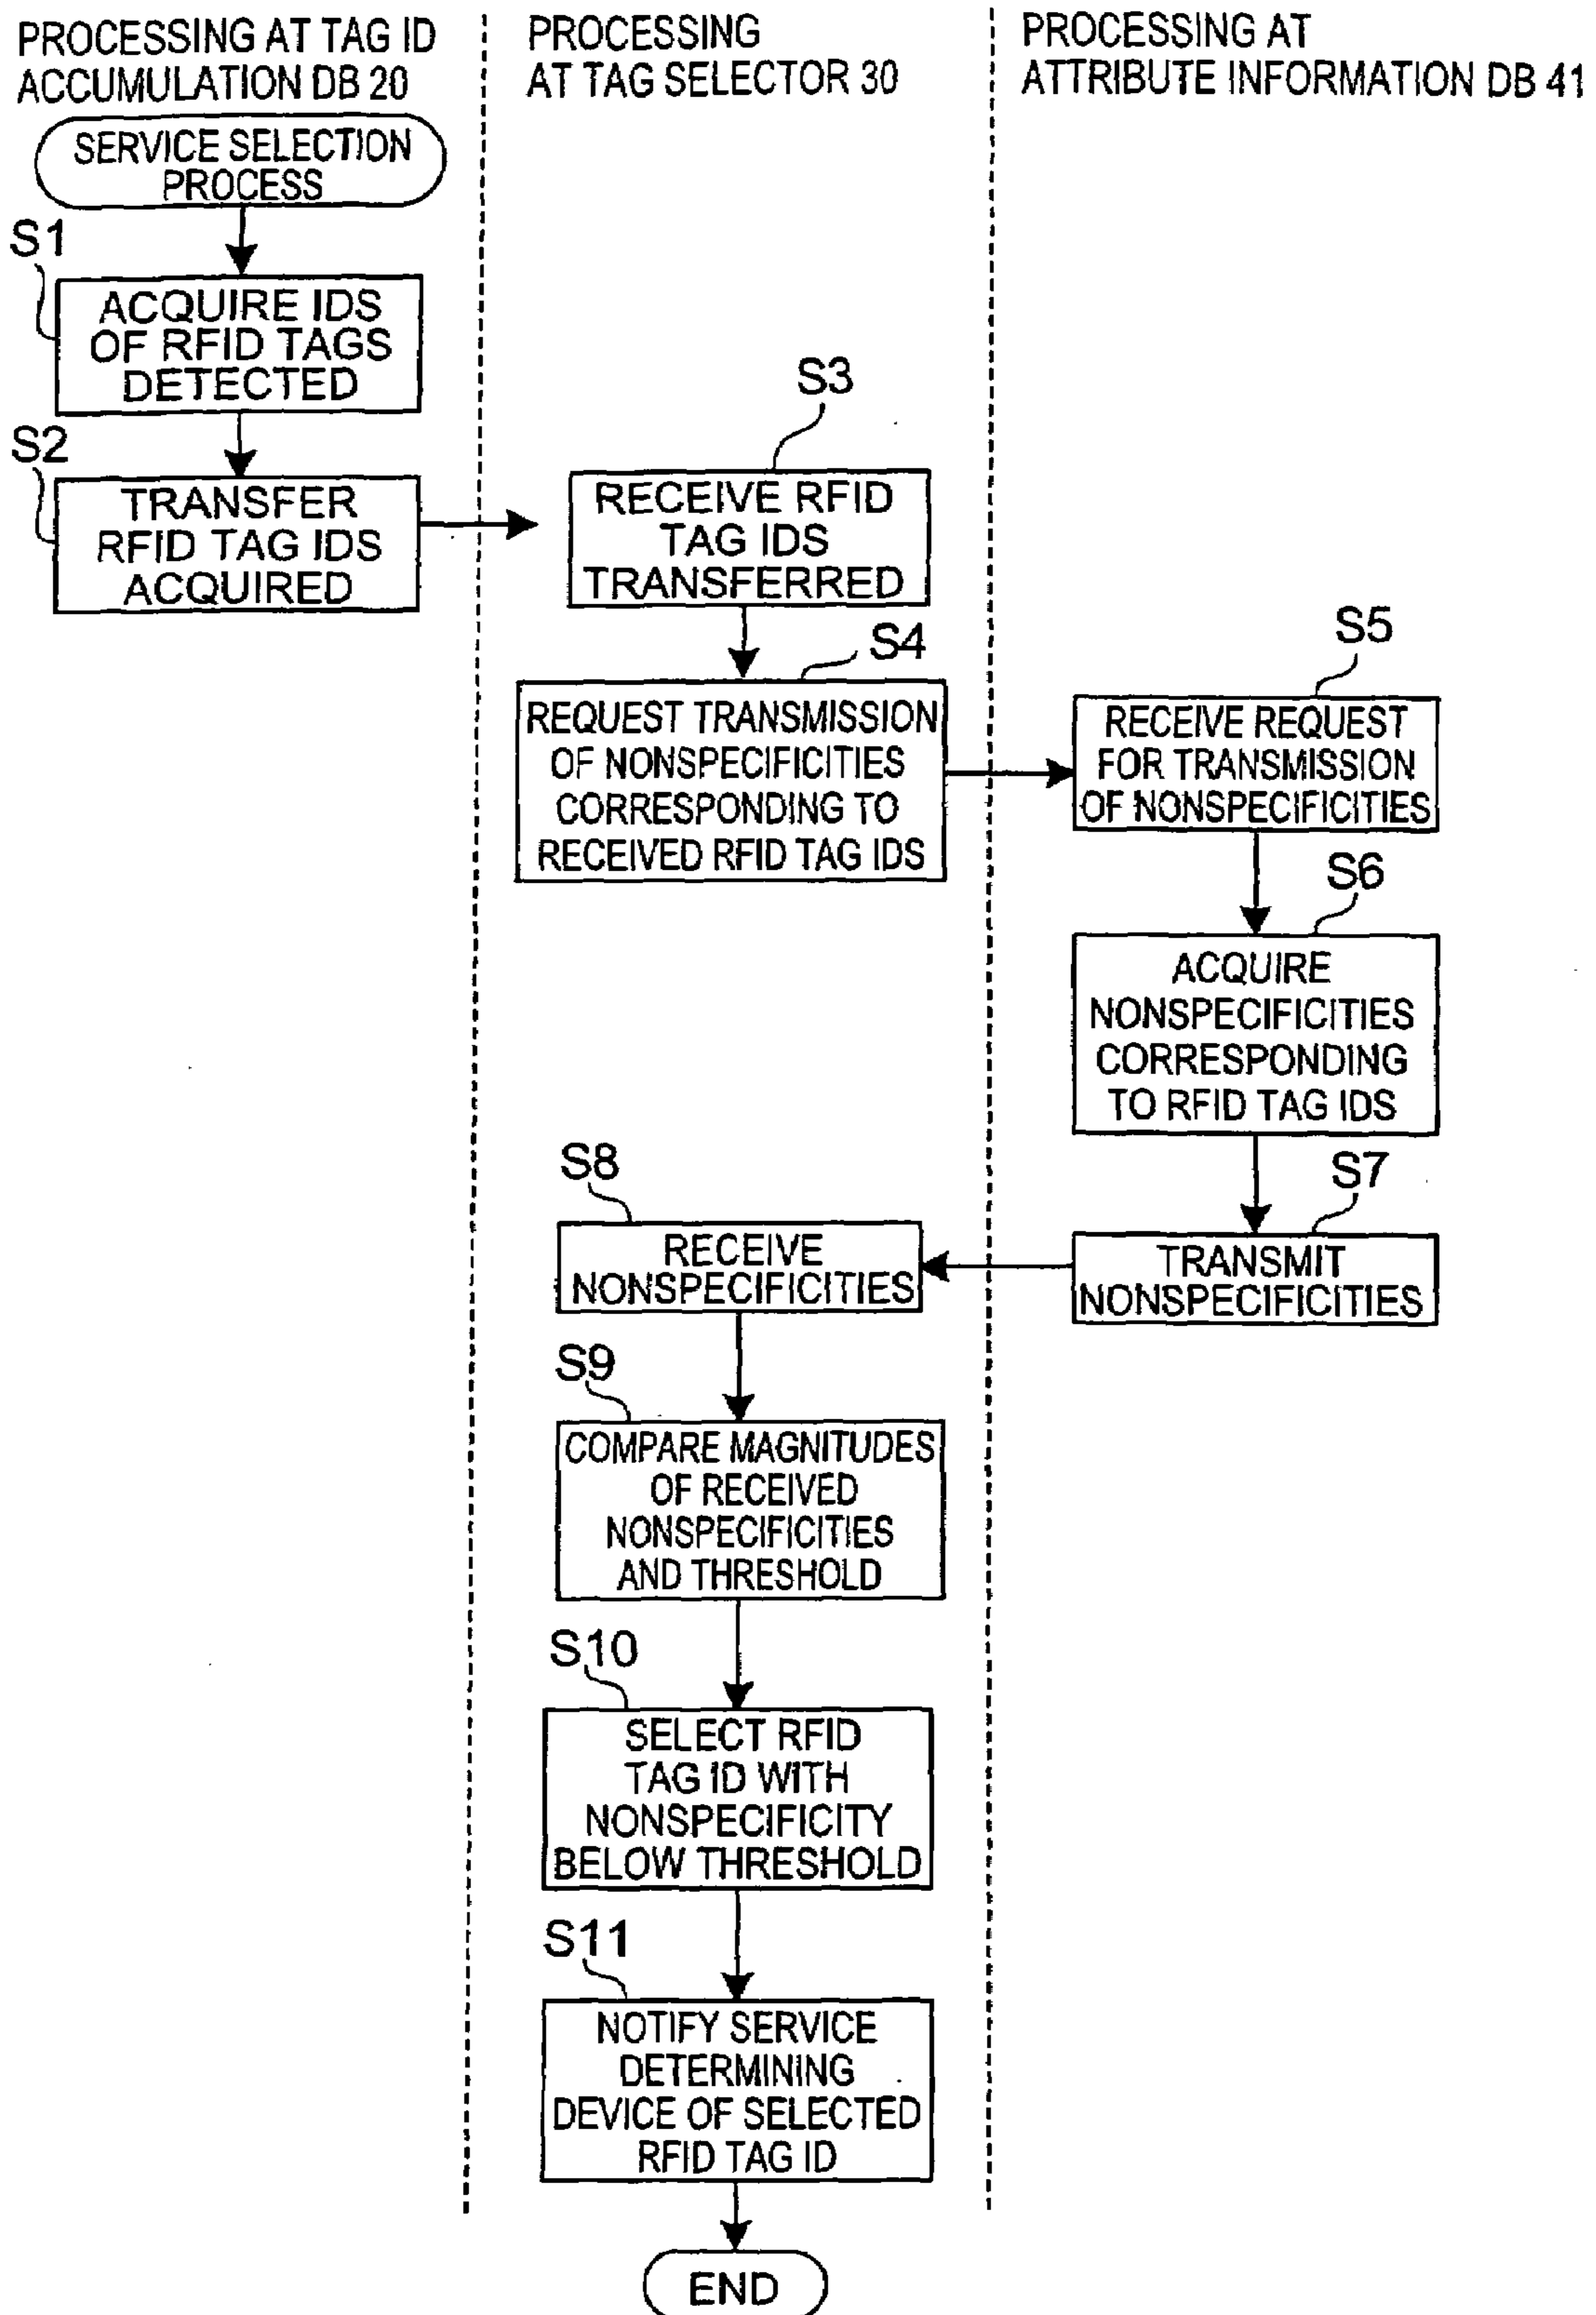 PROCESSING AT TAG ID
ACCUMULATION DB 20
PROCESSING
AT TAG SELECTOR 30
PROCESSING AT
ATTRIBUTE INFORMATION DB 41
SERVICE SELECTION
PROCESS
S1
ACQUIRE IDS
OF RFID TAGS
DETECTED
S2
TRANSFER
RFID TAG IDS
ACQUIRED
S3
RECEIVE RFID
TAG IDS
TRANSFERRED
S4
REQUEST TRANSMISSION
OF NONSPECIFICITIES
CORRESPONDING TO
RECEIVED RFID TAG IDS
S5
RECEIVE REQUEST
FOR TRANSMISSION
OF NONSPECIFICITIES
S6
ACQUIRE
NONSPECIFICITIES
CORRESPONDING
TO RFID TAG IDS
S7
TRANSMIT
NONSPECIFICITIES
S8
RECEIVE
NONSPECIFICITIES
S9
COMPARE MAGNITUDES
OF RECEIVED
NONSPECIFICITIES
AND THRESHOLD
S10
SELECT RFID
TAG ID WITH
NONSPECIFICITY
BELOW THRESHOLD
S11
NOTIFY SERVICE
DETERMINING
DEVICE OF SELECTED
RFID TAG ID
END